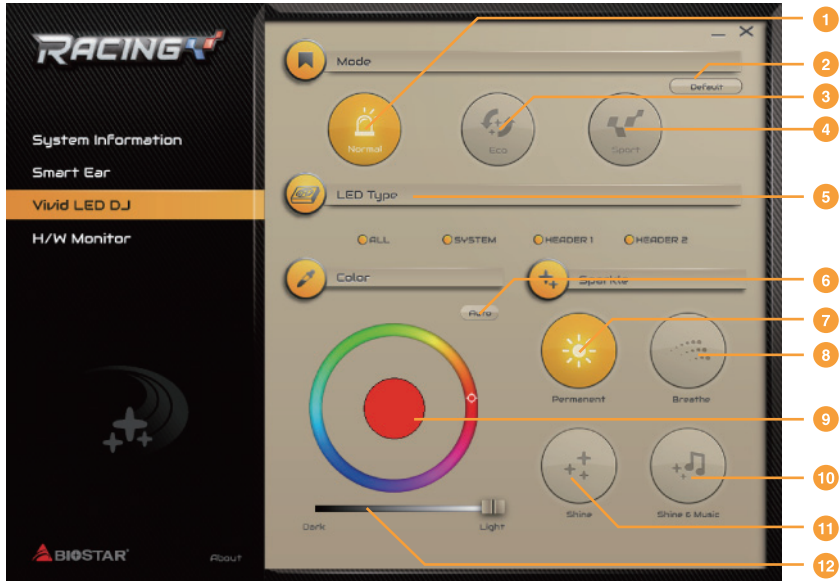 RACING
System Information
Smart Ear
Vivid LED DJ
H/W Monitor
BIOSTAR
About
Mode
Default
Normal
Eco
Sport
LED Type
ALL
SYSTEM
HEADER 1
HEADER 2
Color
Sparkle
Auto
Permanent
Breathe
Shine
Shine & Music
Dark
Light
1
2
3
4
5
6
7
8
9
10
11
12